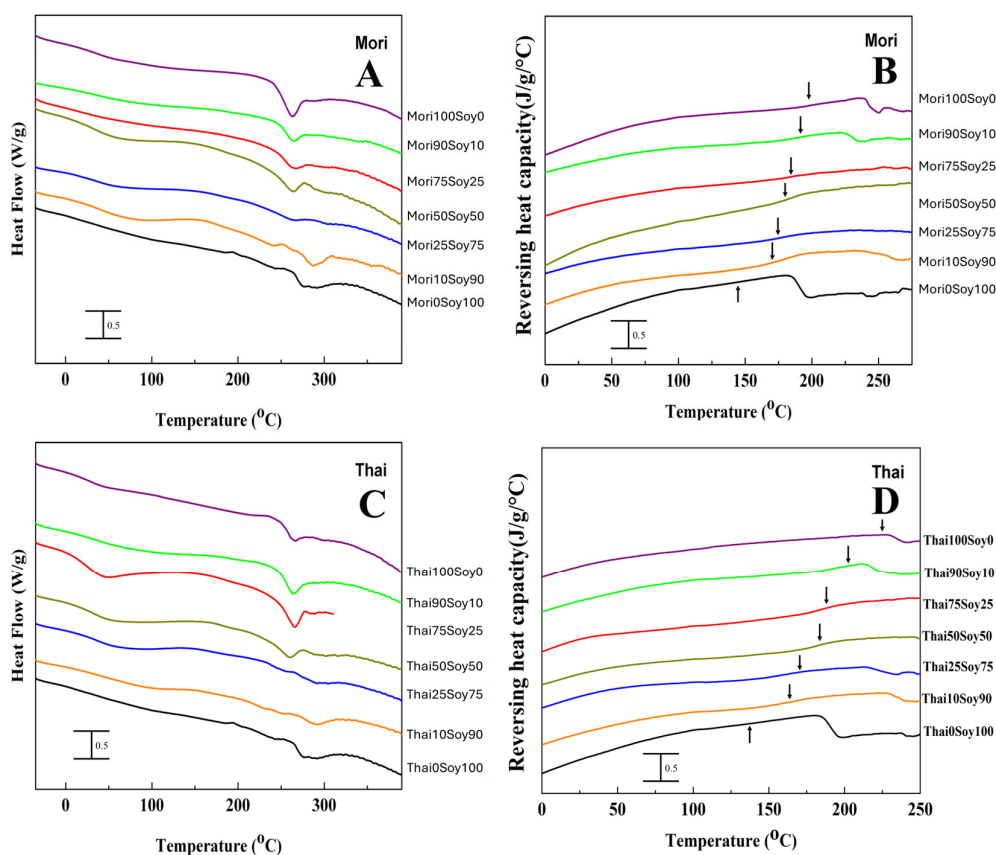 Mori
A
Heat Flow (W/g)
Mori100Soy0
Mori90Soy10
Mori75Soy25
Mori50Soy50
Mori25Soy75
Mori10Soy90
Mori0Soy100
0.5
0 100 200 300
Temperature (⁰C)
Mori
B
Reversing heat capacity(J/g/°C)
Mori100Soy0
Mori90Soy10
Mori75Soy25
Mori50Soy50
Mori25Soy75
Mori10Soy90
Mori0Soy100
0.5
0 50 100 150 200 250
Temperature (⁰C)
Thai
C
Heat Flow (W/g)
Thai100Soy0
Thai90Soy10
Thai75Soy25
Thai50Soy50
Thai25Soy75
Thai10Soy90
Thai0Soy100
0.5
0 100 200 300
Temperature (⁰C)
Thai
D
Reversing heat capacity(J/g/°C)
Thai100Soy0
Thai90Soy10
Thai75Soy25
Thai50Soy50
Thai25Soy75
Thai10Soy90
Thai0Soy100
0.5
0 50 100 150 200 250
Temperature (⁰C)